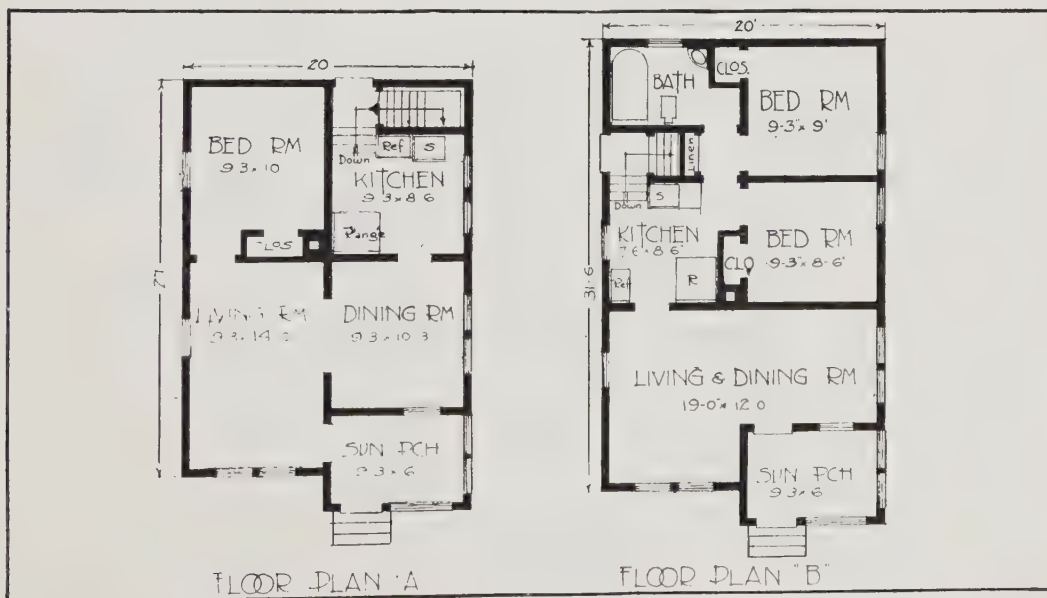 20
27
BED RM
9 3 × 10
Down
Ref
S
KITCHEN
9 3 × 8 6
Range
CLOS
LIVING RM
DINING RM
9 3 × 10 3
SUN PCH
9 3 × 6
FLOOR PLAN "A
20'
31.6
BATH
CLOS.
BED RM
9-3" × 9'
Linen
Down
S
KITCHEN
7 6 × 8 6"
Ref
R
CLO
BED RM
9-3" × 8-6"
LIVING & DINING RM
19-0" × 12 0
SUN PCH
9 3 × 6
FLOOR PLAN "B"